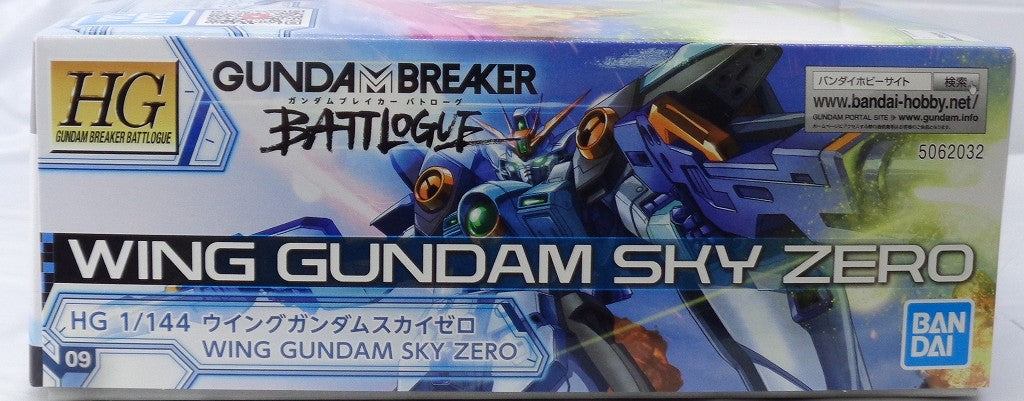 HG
GUNDAM BREAKER BATTLOGUE
GUNDAM BREAKER
ガンダムブレイカー バトローグ
BATTLOGUE
バンダイホビーサイト 検索
www.bandai-hobby.net/
GUNDAM PORTAL SITE www.gundam.info
5062032
WING GUNDAM SKY ZERO
HG 1/144 ウイングガンダムスカイゼロ
WING GUNDAM SKY ZERO
09
BAN
DAI